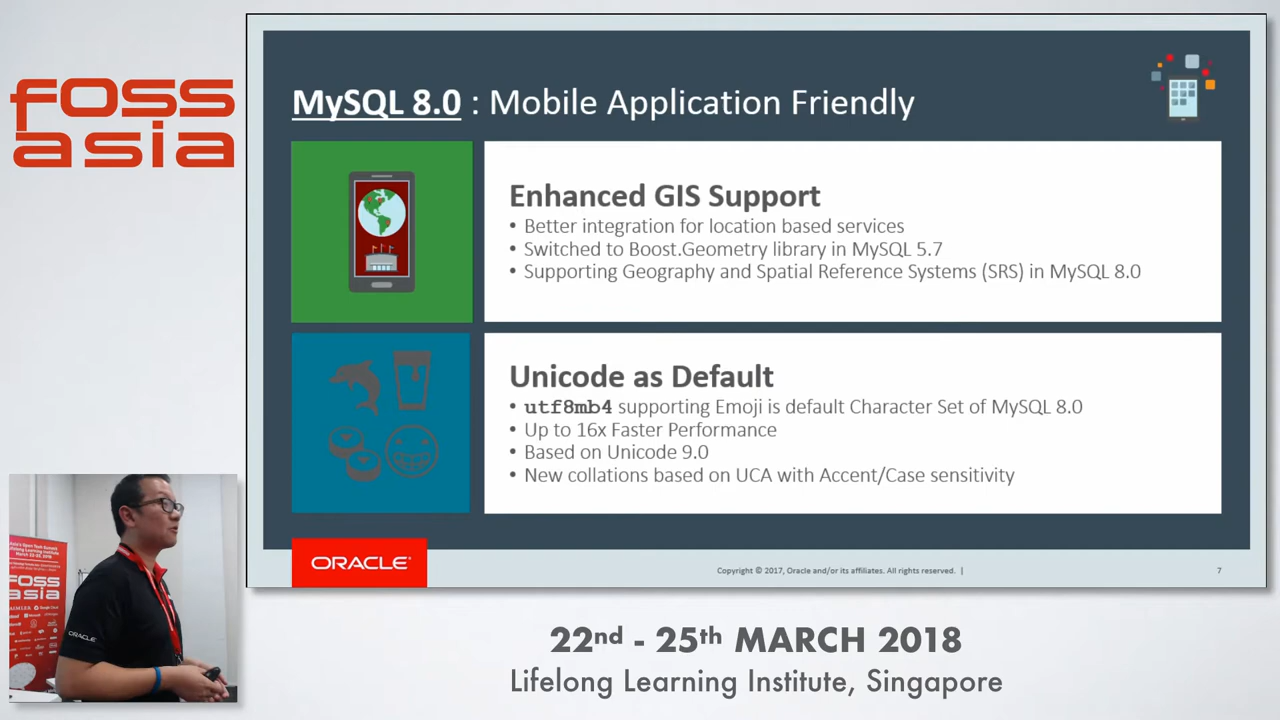 FOSS
asia
MySQL 8.0 : Mobile Application Friendly
Enhanced GIS Support
• Better integration for location based services
• Switched to Boost.Geometry library in MySQL 5.7
• Supporting Geography and Spatial Reference Systems (SRS) in MySQL 8.0
Unicode as Default
• utf8mb4 supporting Emoji is default Character Set of MySQL 8.0
• Up to 16x Faster Performance
• Based on Unicode 9.0
• New collations based on UCA with Accent/Case sensitivity
ORACLE®
Copyright © 2017, Oracle and/or its affiliates. All rights reserved. |
7
FOSS
asia
ORACLE
22nd - 25th MARCH 2018
Lifelong Learning Institute, Singapore